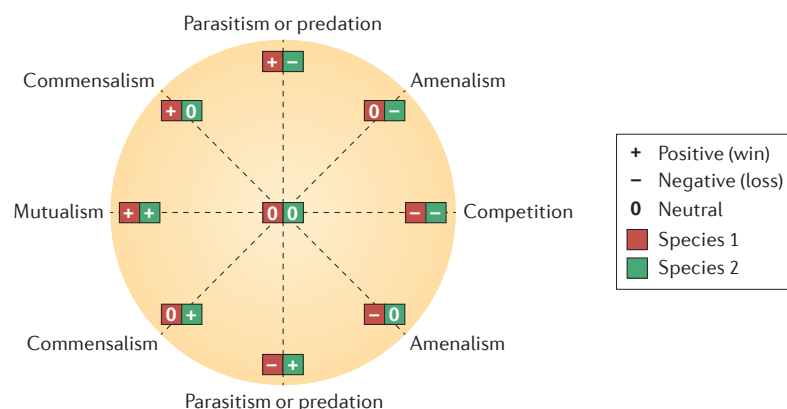 Parasitism or predation
+ −
Commensalism
Amenalism
+ 0
0 −
Mutualism
+ +
0 0
− −
Competition
0 +
− 0
Commensalism
Amenalism
− +
Parasitism or predation
+ Positive (win)
− Negative (loss)
0 Neutral
Species 1
Species 2